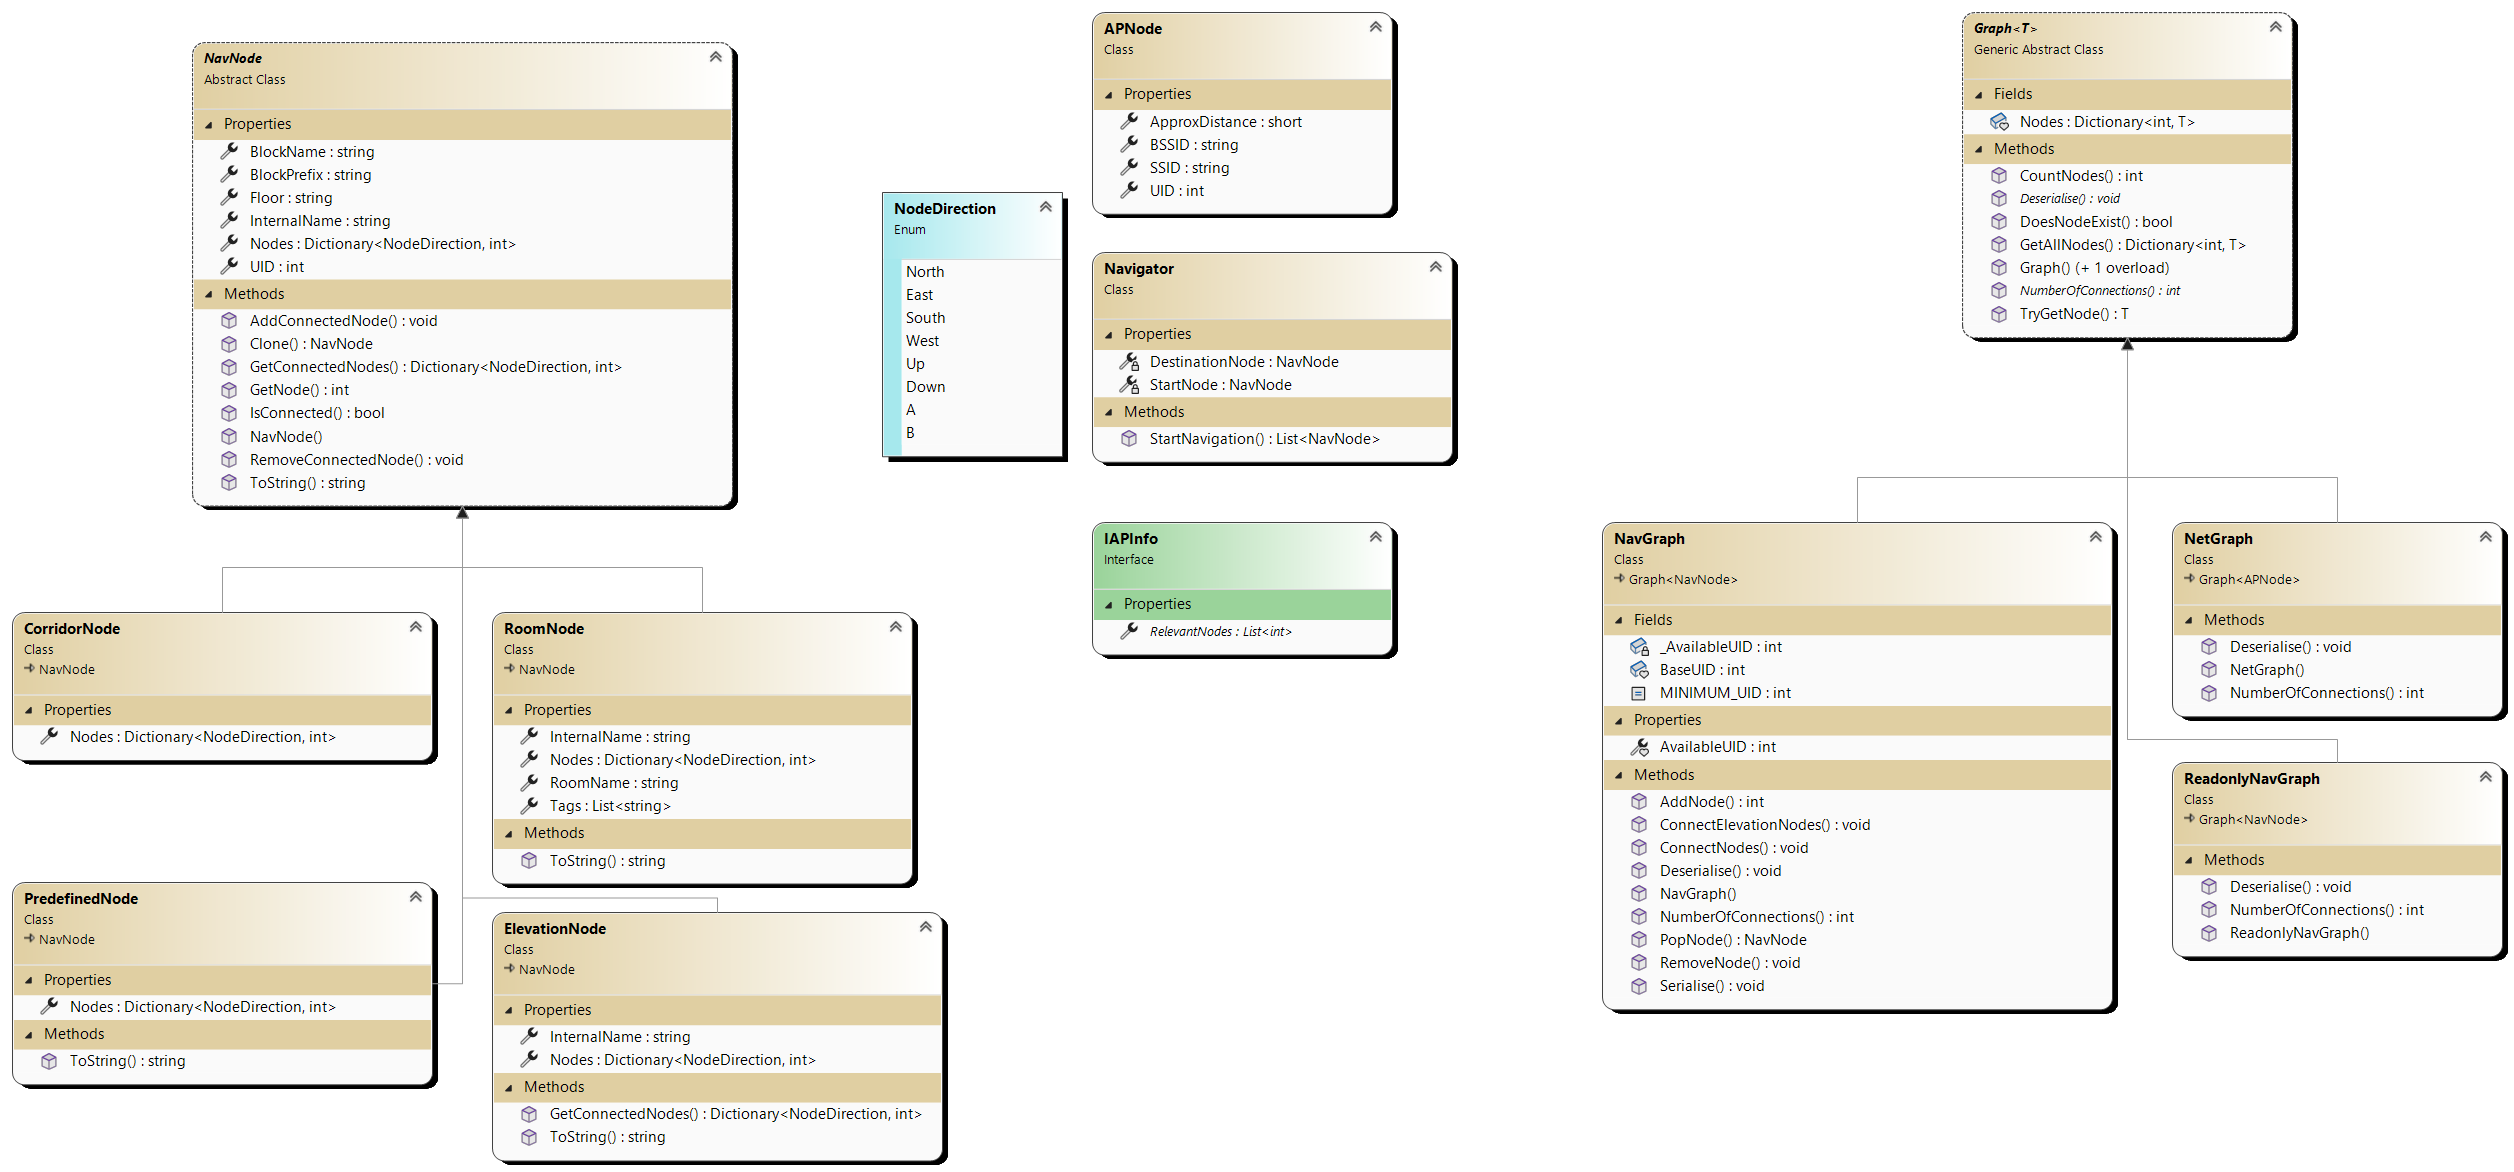 NavNode
Abstract Class
Properties
BlockName : string
BlockPrefix : string
Floor : string
InternalName : string
Nodes : Dictionary<NodeDirection, int>
UID : int
Methods
AddConnectedNode() : void
Clone() : NavNode
GetConnectedNodes() : Dictionary<NodeDirection, int>
GetNode() : int
IsConnected() : bool
NavNode()
RemoveConnectedNode() : void
ToString() : string
CorridorNode
Class
NavNode
Properties
Nodes : Dictionary<NodeDirection, int>
RoomNode
Class
NavNode
Properties
InternalName : string
Nodes : Dictionary<NodeDirection, int>
RoomName : string
Tags : List<string>
Methods
ToString() : string
PredefinedNode
Class
NavNode
Properties
Nodes : Dictionary<NodeDirection, int>
Methods
ToString() : string
ElevationNode
Class
NavNode
Properties
InternalName : string
Nodes : Dictionary<NodeDirection, int>
Methods
GetConnectedNodes() : Dictionary<NodeDirection, int>
ToString() : string
NodeDirection
Enum
North
East
South
West
Up
Down
A
B
APNode
Class
Properties
ApproxDistance : short
BSSID : string
SSID : string
UID : int
Navigator
Class
Properties
DestinationNode : NavNode
StartNode : NavNode
Methods
StartNavigation() : List<NavNode>
IAPInfo
Interface
Properties
RelevantNodes : List<int>
Graph<T>
Generic Abstract Class
Fields
Nodes : Dictionary<int, T>
Methods
CountNodes() : int
Deserialise() : void
DoesNodeExist() : bool
GetAllNodes() : Dictionary<int, T>
Graph() (+ 1 overload)
NumberOfConnections() : int
TryGetNode() : T
NavGraph
Class
Graph<NavNode>
Fields
_AvailableUID : int
BaseUID : int
MINIMUM_UID : int
Properties
AvailableUID : int
Methods
AddNode() : int
ConnectElevationNodes() : void
ConnectNodes() : void
Deserialise() : void
NavGraph()
NumberOfConnections() : int
PopNode() : NavNode
RemoveNode() : void
Serialise() : void
NetGraph
Class
Graph<APNode>
Methods
Deserialise() : void
NetGraph()
NumberOfConnections() : int
ReadonlyNavGraph
Class
Graph<NavNode>
Methods
Deserialise() : void
NumberOfConnections() : int
ReadonlyNavGraph()